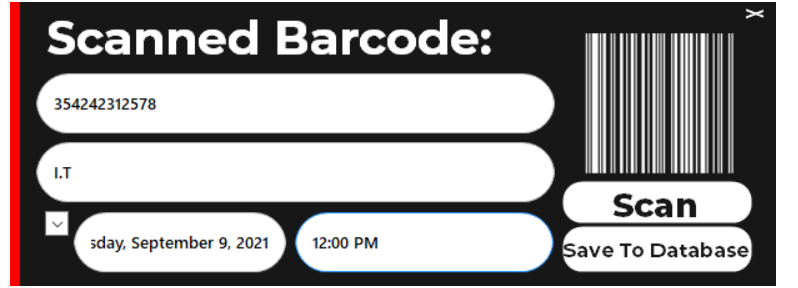 Scanned Barcode:
354242312578
I.T
sday, September 9, 2021
12:00 PM
Scan
Save To Database